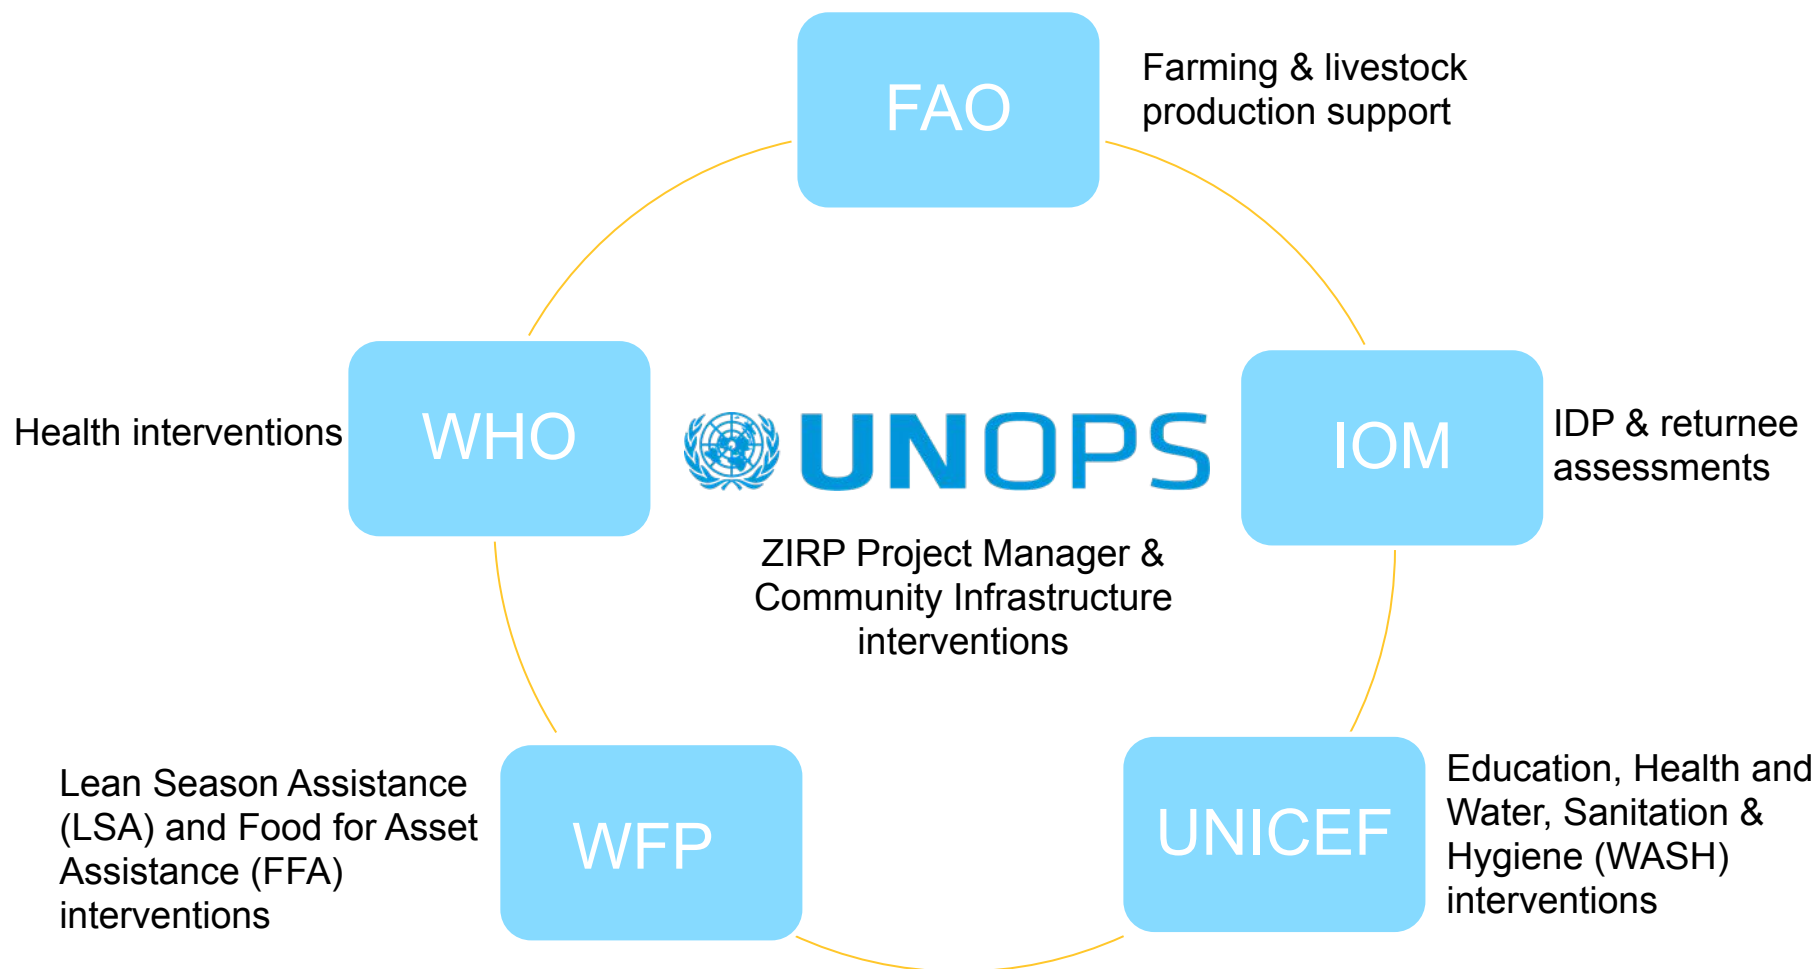 FAO
Farming & livestock
production support
WHO
Health interventions
UNOPS
ZIRP Project Manager &
Community Infrastructure
interventions
IOM
IDP & returnee
assessments
Lean Season Assistance
(LSA) and Food for Asset
Assistance (FFA)
interventions
WFP
UNICEF
Education, Health and
Water, Sanitation &
Hygiene (WASH)
interventions